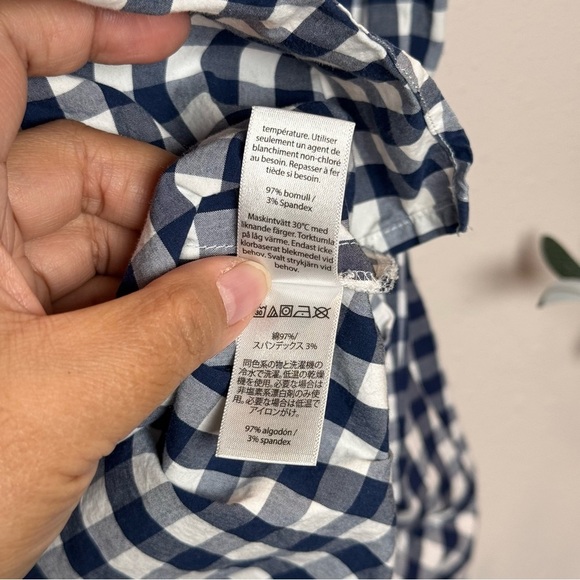 température. Utiliser
seulement un agent de
blanchiment non-chloré
au besoin. Repasser à fer
tiède si besoin.
97% bomull /
3% Spandex
Maskintvätt 30°C med
liknande färger. Torktumla
på låg värme. Endast icke
klorbaserat blekmedel vid
behov. Svalt strykjärn vid
behov.
30
綿97%/
スパンデックス 3%
同色系の物と洗濯機の
冷水で洗濯。低温の乾燥
機を使用。必要な場合は
非塩素系漂白剤のみ使
用。必要な場合は低温で
アイロンがけ。
97% algodón /
3% spandex